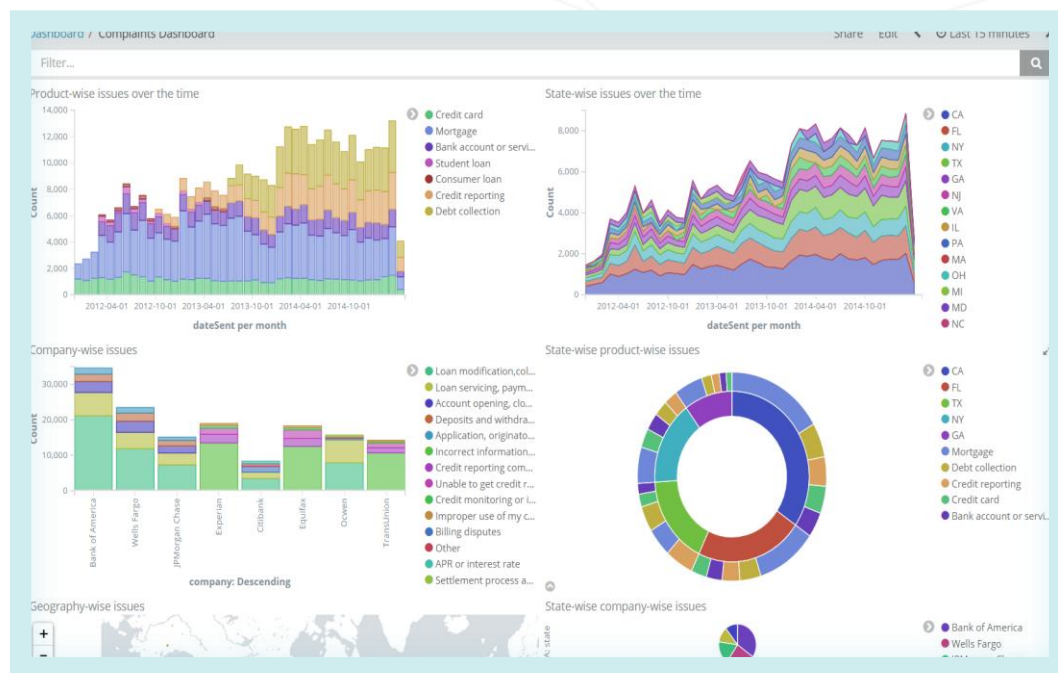 Dashboard / Complaints Dashboard
Share Edit Last 15 minutes
Filter...
Product-wise issues over the time
14,000
12,000
10,000
8,000
6,000
4,000
2,000
0
Count
2012-04-01 2012-10-01 2013-04-01 2013-10-01 2014-04-01 2014-10-01
dateSent per month
Credit card
Mortgage
Bank account or servi...
Student loan
Consumer loan
Credit reporting
Debt collection
State-wise issues over the time
8,000
6,000
4,000
2,000
0
Count
2012-04-01 2012-10-01 2013-04-01 2013-10-01 2014-04-01 2014-10-01
dateSent per month
CA
FL
NY
TX
GA
NJ
VA
IL
PA
MA
OH
MI
MD
NC
Company-wise issues
30,000
20,000
10,000
0
Count
Bank of America
Wells Fargo
JPMorgan Chase
Experian
Citibank
Equifax
Ocwen
TransUnion
company: Descending
Loan modification,col...
Loan servicing, paym...
Account opening, clo...
Deposits and withdra...
Application, originato...
Incorrect information...
Credit reporting com...
Unable to get credit r...
Credit monitoring or i...
Improper use of my c...
Billing disputes
Other
APR or interest rate
Settlement process a...
State-wise product-wise issues
CA
FL
TX
NY
GA
Mortgage
Debt collection
Credit reporting
Credit card
Bank account or servi...
Geography-wise issues
+
State-wise company-wise issues
state
Bank of America
Wells Fargo